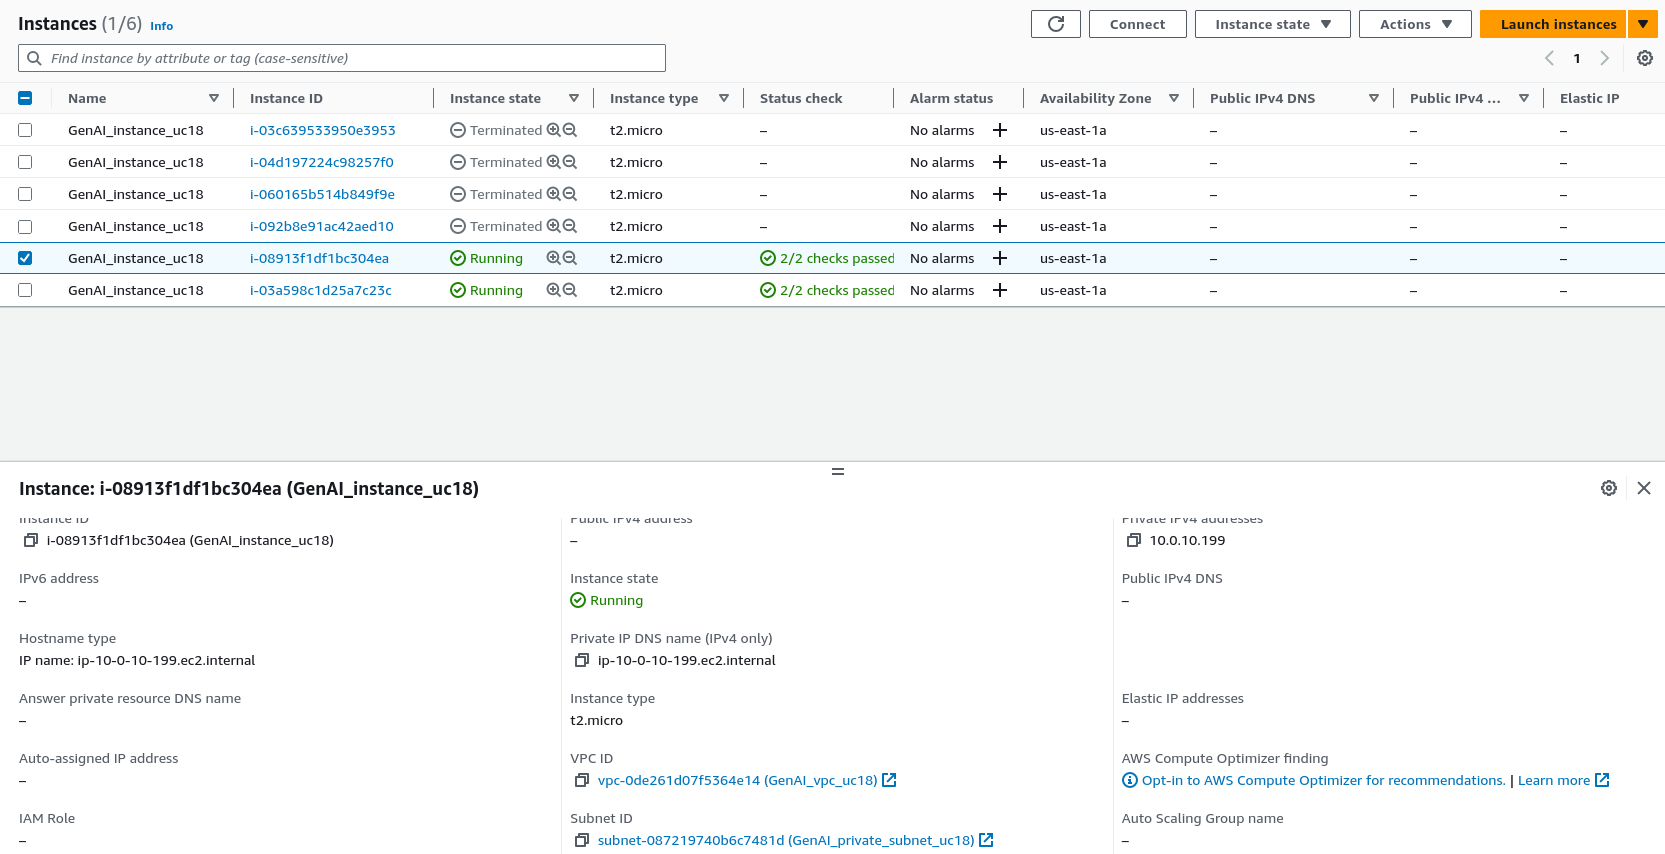 Instances (1/6) Info
Connect Instance state Actions Launch instances
Find instance by attribute or tag (case-sensitive)
1
Name Instance ID Instance state Instance type Status check Alarm status Availability Zone Public IPv4 DNS Public IPv4 ... Elastic IP
GenAI_instance_uc18 i-03c639533950e3953 Terminated t2.micro – No alarms + us-east-1a – – –
GenAI_instance_uc18 i-04d197224c98257f0 Terminated t2.micro – No alarms + us-east-1a – – –
GenAI_instance_uc18 i-060165b514b849f9e Terminated t2.micro – No alarms + us-east-1a – – –
GenAI_instance_uc18 i-092b8e91ac42aed10 Terminated t2.micro – No alarms + us-east-1a – – –
GenAI_instance_uc18 i-08913f1df1bc304ea Running t2.micro 2/2 checks passed No alarms + us-east-1a – – –
GenAI_instance_uc18 i-03a598c1d25a7c23c Running t2.micro 2/2 checks passed No alarms + us-east-1a – – –
Instance: i-08913f1df1bc304ea (GenAI_instance_uc18)
Instance ID Public IPv4 address Private IPv4 addresses
i-08913f1df1bc304ea (GenAI_instance_uc18) – 10.0.10.199
IPv6 address Instance state Public IPv4 DNS
– Running –
Hostname type Private IP DNS name (IPv4 only)
IP name: ip-10-0-10-199.ec2.internal ip-10-0-10-199.ec2.internal
Answer private resource DNS name Instance type Elastic IP addresses
– t2.micro –
Auto-assigned IP address VPC ID AWS Compute Optimizer finding
– vpc-0de261d07f5364e14 (GenAI_vpc_uc18) Opt-in to AWS Compute Optimizer for recommendations. | Learn more
IAM Role Subnet ID Auto Scaling Group name
– subnet-087219740b6c7481d (GenAI_private_subnet_uc18) –